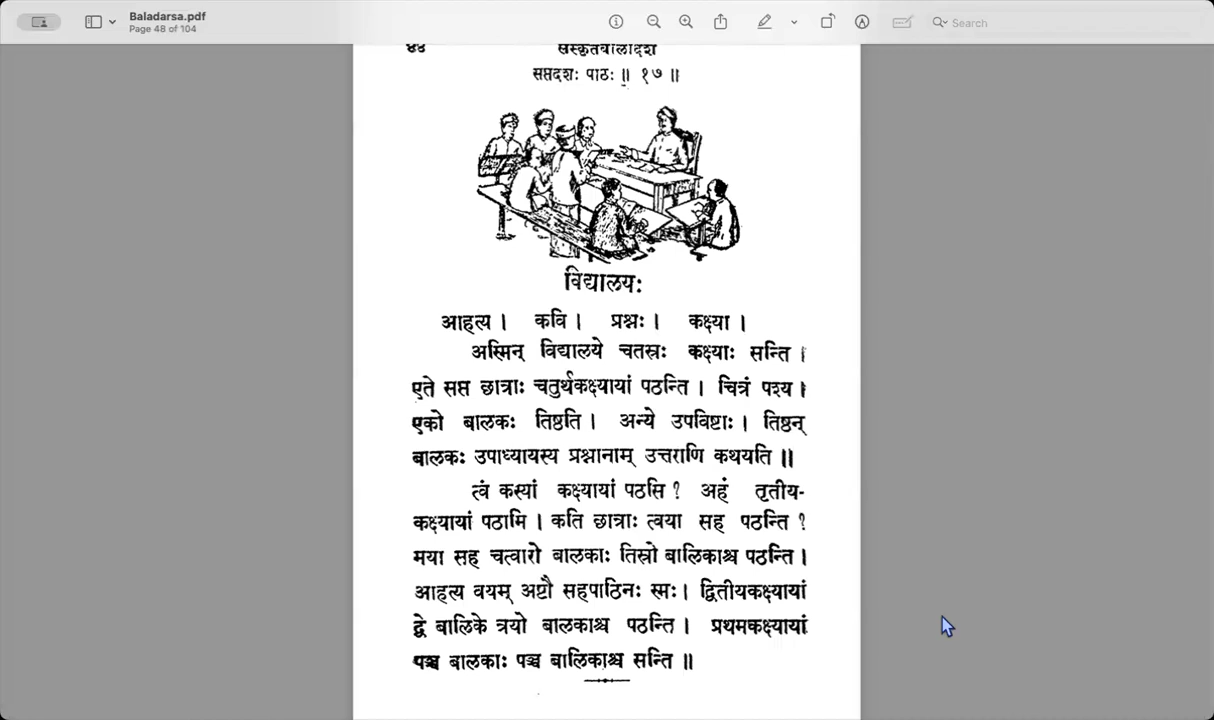 Baladarsa.pdf
Page 48 of 104
Search
४४ संस्कृतबालादर्श
सप्तदशः पाठः ॥ १७ ॥
विद्यालयः
आहत्य । कवि । प्रश्नः । कक्ष्या ।
अस्मिन् विद्यालये चतस्रः कक्ष्याः सन्ति ।
एते सप्त छात्राः चतुर्थकक्ष्यायां पठन्ति । चित्रं पश्य ।
एको बालकः तिष्ठति । अन्ये उपविष्टाः । तिष्ठन्
बालकः उपाध्यायस्य प्रश्नानाम् उत्तराणि कथयति ॥
त्वं कस्यां कक्ष्यायां पठसि ? अहं तृतीय-
कक्ष्यायां पठामि । कति छात्राः त्वया सह पठन्ति ?
मया सह चत्वारो बालकाः तिस्रो बालिकाश्च पठन्ति ।
आहत्य वयम् अष्टौ सहपाठिनः स्मः । द्वितीयकक्ष्यायां
द्वे बालिके त्रयो बालकाश्च पठन्ति । प्रथमकक्ष्यायां
पञ्च बालकाः पञ्च बालिकाश्च सन्ति ॥